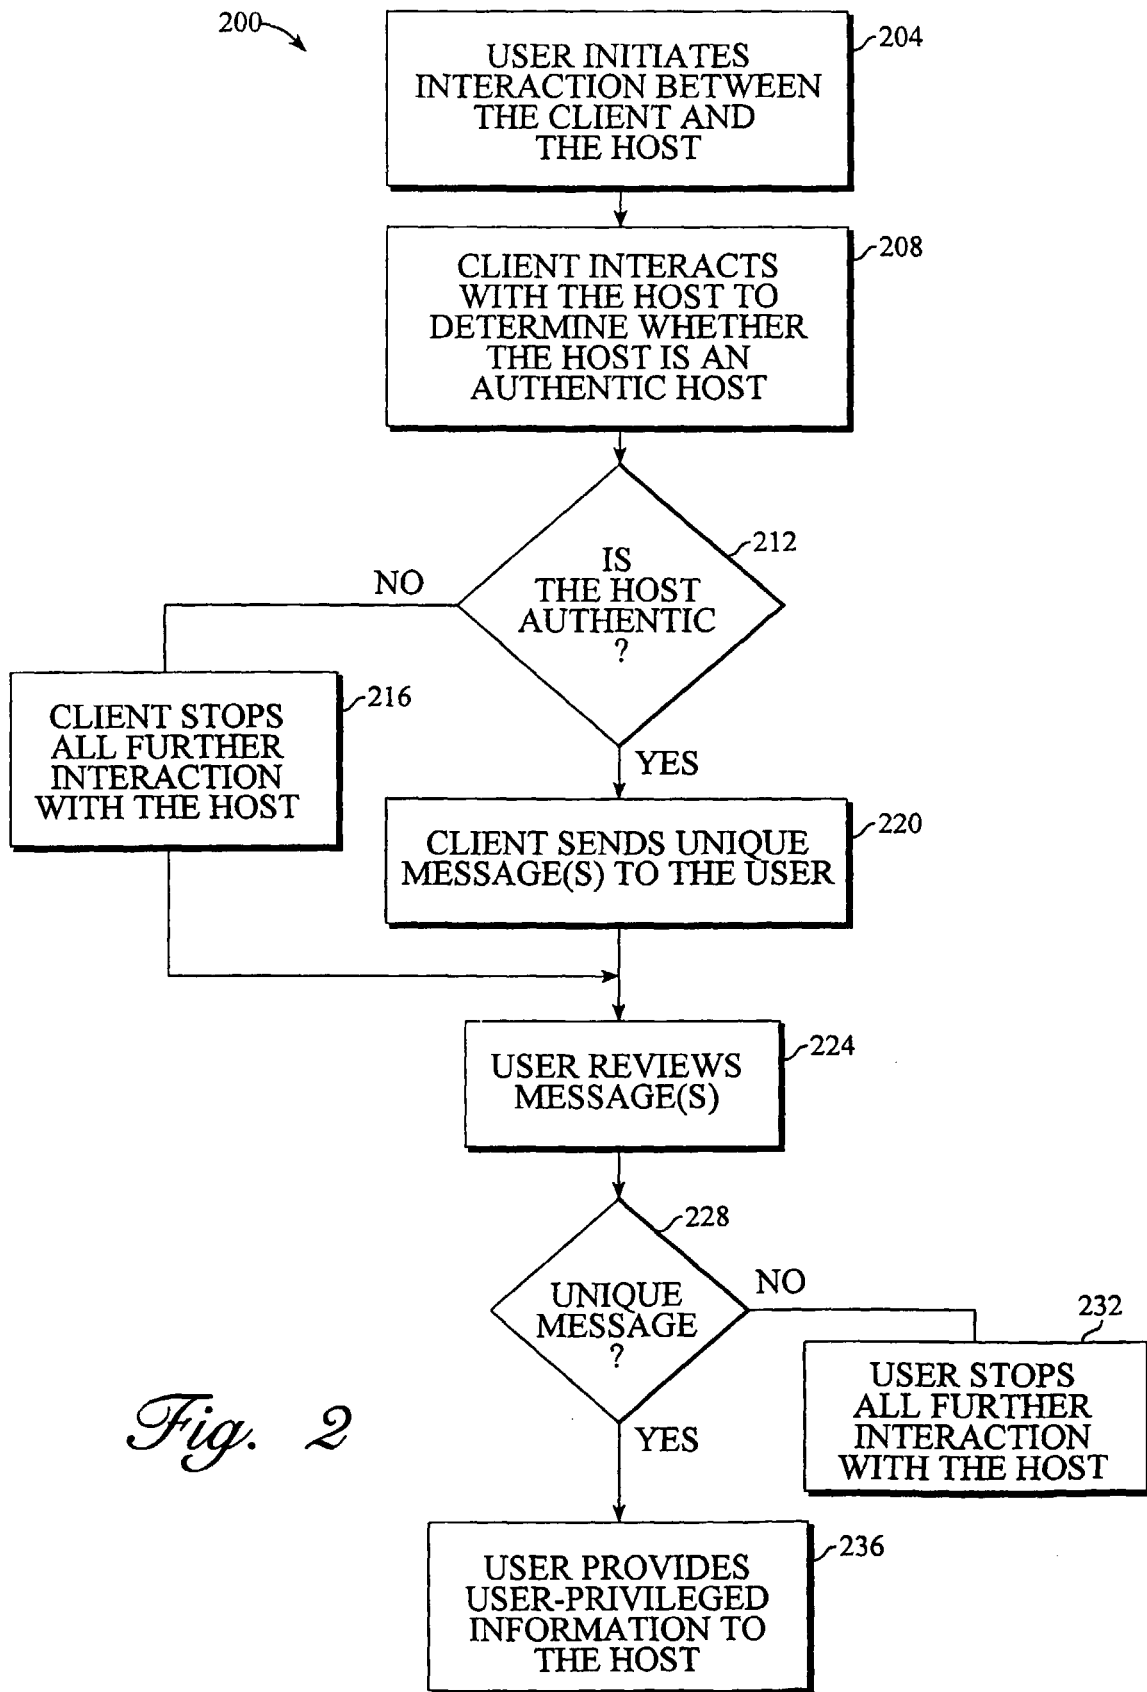 200
204
USER INITIATES
INTERACTION BETWEEN
THE CLIENT AND
THE HOST
208
CLIENT INTERACTS
WITH THE HOST TO
DETERMINE WHETHER
THE HOST IS AN
AUTHENTIC HOST
212
IS
THE HOST
AUTHENTIC
?
NO
216
CLIENT STOPS
ALL FURTHER
INTERACTION
WITH THE HOST
YES
220
CLIENT SENDS UNIQUE
MESSAGE(S) TO THE USER
224
USER REVIEWS
MESSAGE(S)
228
UNIQUE
MESSAGE
?
NO
232
USER STOPS
ALL FURTHER
INTERACTION
WITH THE HOST
YES
236
USER PROVIDES
USER-PRIVILEGED
INFORMATION TO
THE HOST
Fig. 2